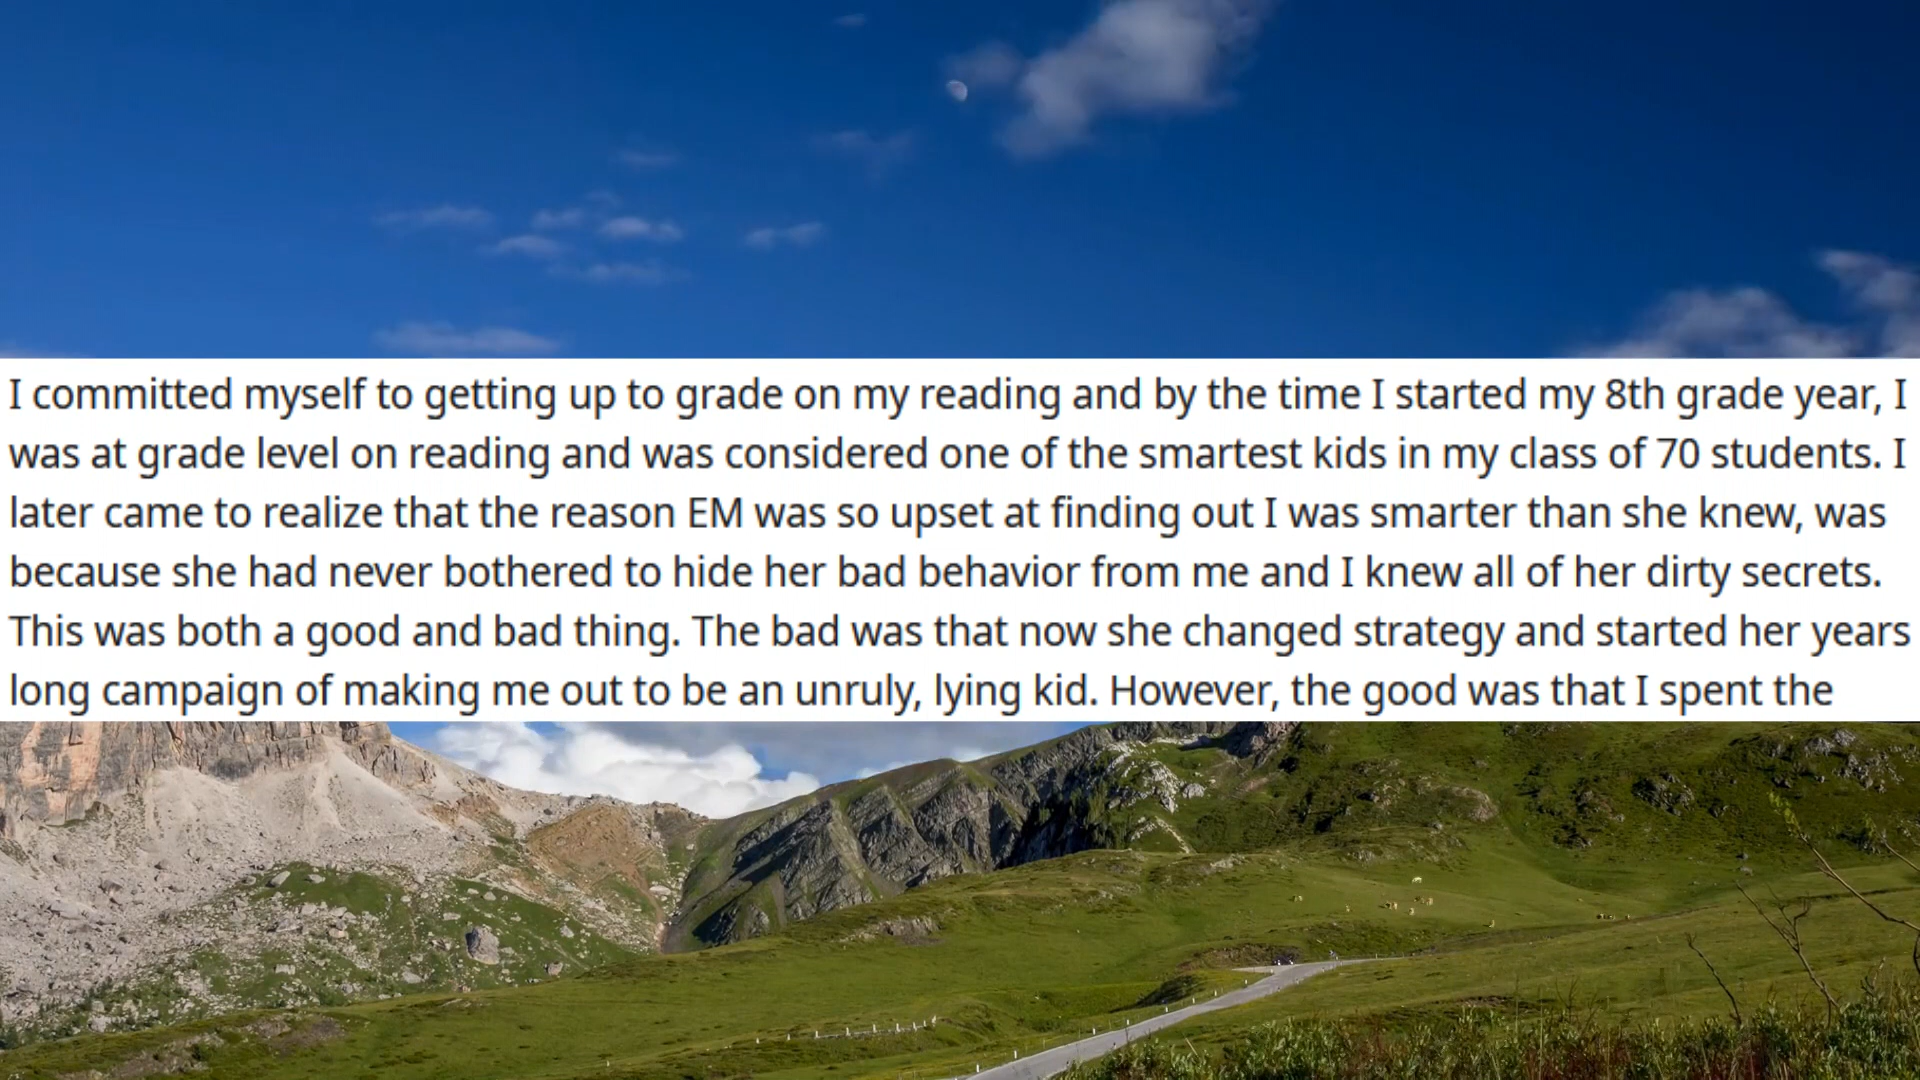 I committed myself to getting up to grade on my reading and by the time I started my 8th grade year, I
was at grade level on reading and was considered one of the smartest kids in my class of 70 students. I
later came to realize that the reason EM was so upset at finding out I was smarter than she knew, was
because she had never bothered to hide her bad behavior from me and I knew all of her dirty secrets.
This was both a good and bad thing. The bad was that now she changed strategy and started her years
long campaign of making me out to be an unruly, lying kid. However, the good was that I spent the